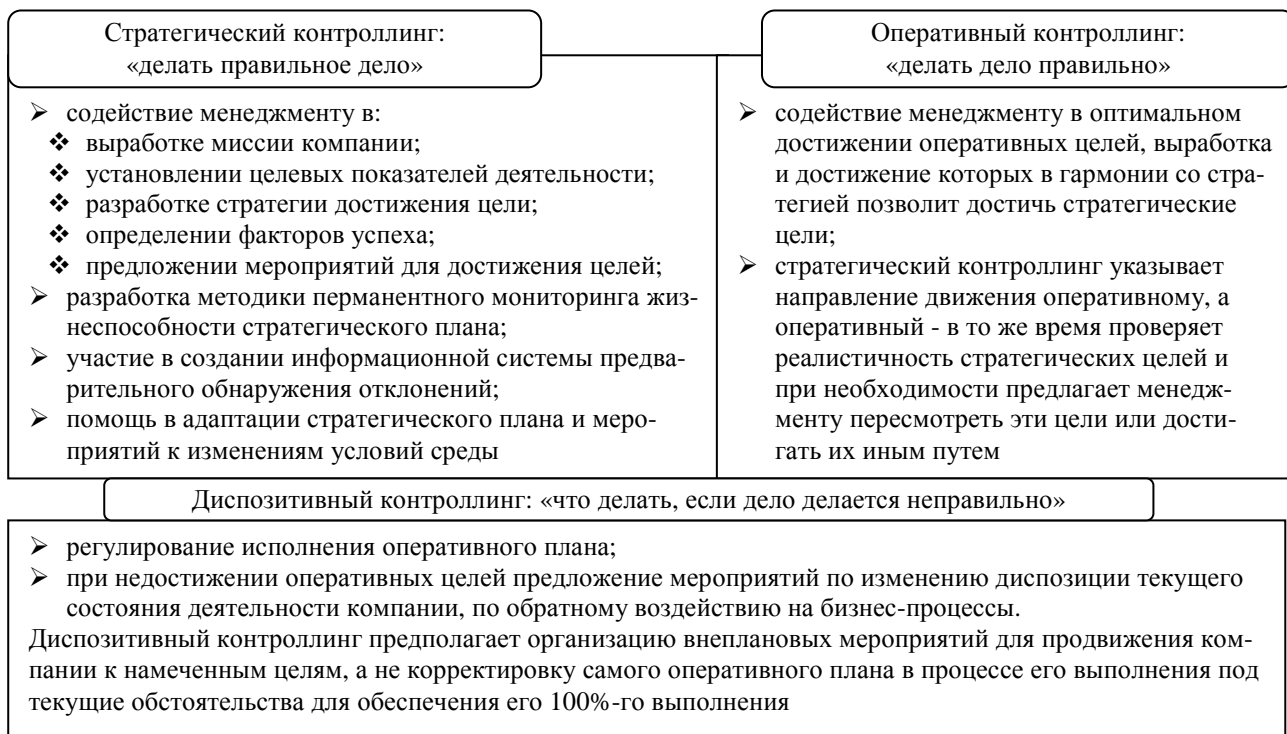 Стратегический контроллинг:
«делать правильное дело»
➢ содействие менеджменту в:
❖ выработке миссии компании;
❖ установлении целевых показателей деятельности;
❖ разработке стратегии достижения цели;
❖ определении факторов успеха;
❖ предложении мероприятий для достижения целей;
➢ разработка методики перманентного мониторинга жиз-
неспособности стратегического плана;
➢ участие в создании информационной системы предва-
рительного обнаружения отклонений;
➢ помощь в адаптации стратегического плана и меро-
приятий к изменениям условий среды
Оперативный контроллинг:
«делать дело правильно»
➢ содействие менеджменту в оптимальном
достижении оперативных целей, выработка
и достижение которых в гармонии со стра-
тегией позволит достичь стратегические
цели;
➢ стратегический контроллинг указывает
направление движения оперативному, а
оперативный - в то же время проверяет
реалистичность стратегических целей и
при необходимости предлагает менедж-
менту пересмотреть эти цели или дости-
гать их иным путем
Диспозитивный контроллинг: «что делать, если дело делается неправильно»
➢ регулирование исполнения оперативного плана;
➢ при недостижении оперативных целей предложение мероприятий по изменению диспозиции текущего
состояния деятельности компании, по обратному воздействию на бизнес-процессы.
Диспозитивный контроллинг предполагает организацию внеплановых мероприятий для продвижения ком-
пании к намеченным целям, а не корректировку самого оперативного плана в процессе его выполнения под
текущие обстоятельства для обеспечения его 100%-го выполнения